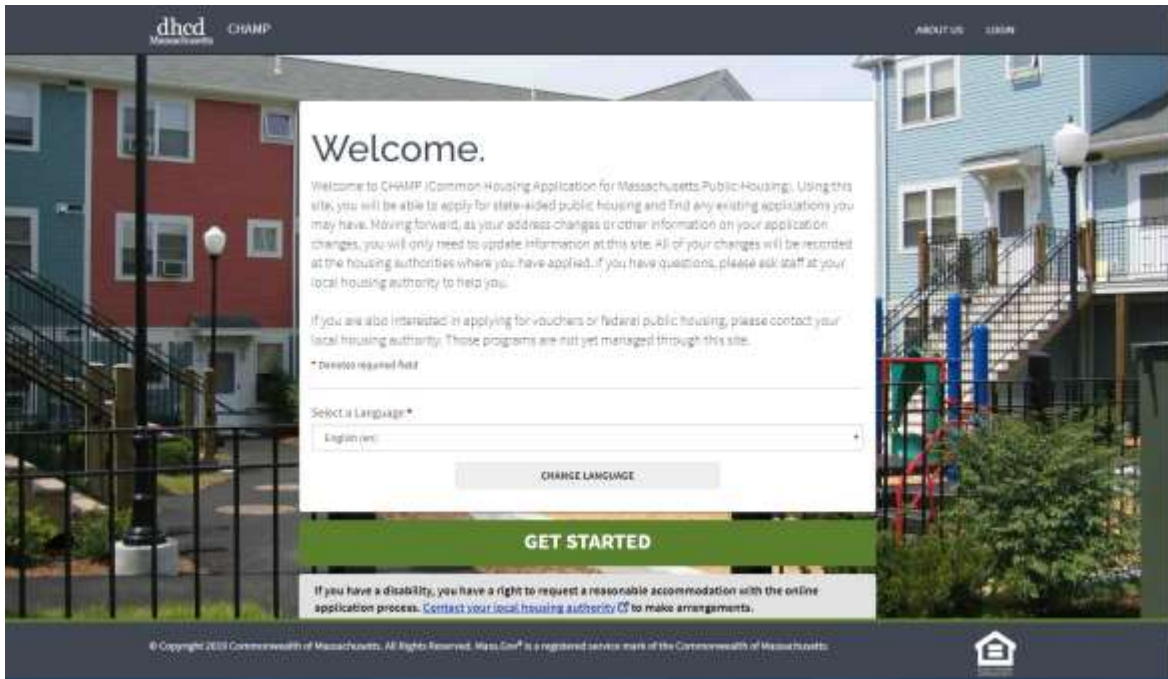 dhcd
Massachusetts
CHAMP
ABOUT US
LOGIN
Welcome.
Welcome to CHAMP (Common Housing Application for Massachusetts Public Housing). Using this
site, you will be able to apply for state-aided public housing and find any existing applications you
may have. Moving forward, as your address changes or other information on your application
changes, you will only need to update information at this site. All of your changes will be recorded
at the housing authorities where you have applied. If you have questions, please ask staff at your
local housing authority to help you.
If you are also interested in applying for vouchers or federal public housing, please contact your
local housing authority. Those programs are not yet managed through this site.
* Denotes required field
Select a Language *
English (en)
CHANGE LANGUAGE
GET STARTED
If you have a disability, you have a right to request a reasonable accommodation with the online
application process. Contact your local housing authority to make arrangements.
© Copyright Commonwealth of Massachusetts. All Rights Reserved. Mass.Gov® is a registered service mark of the Commonwealth of Massachusetts